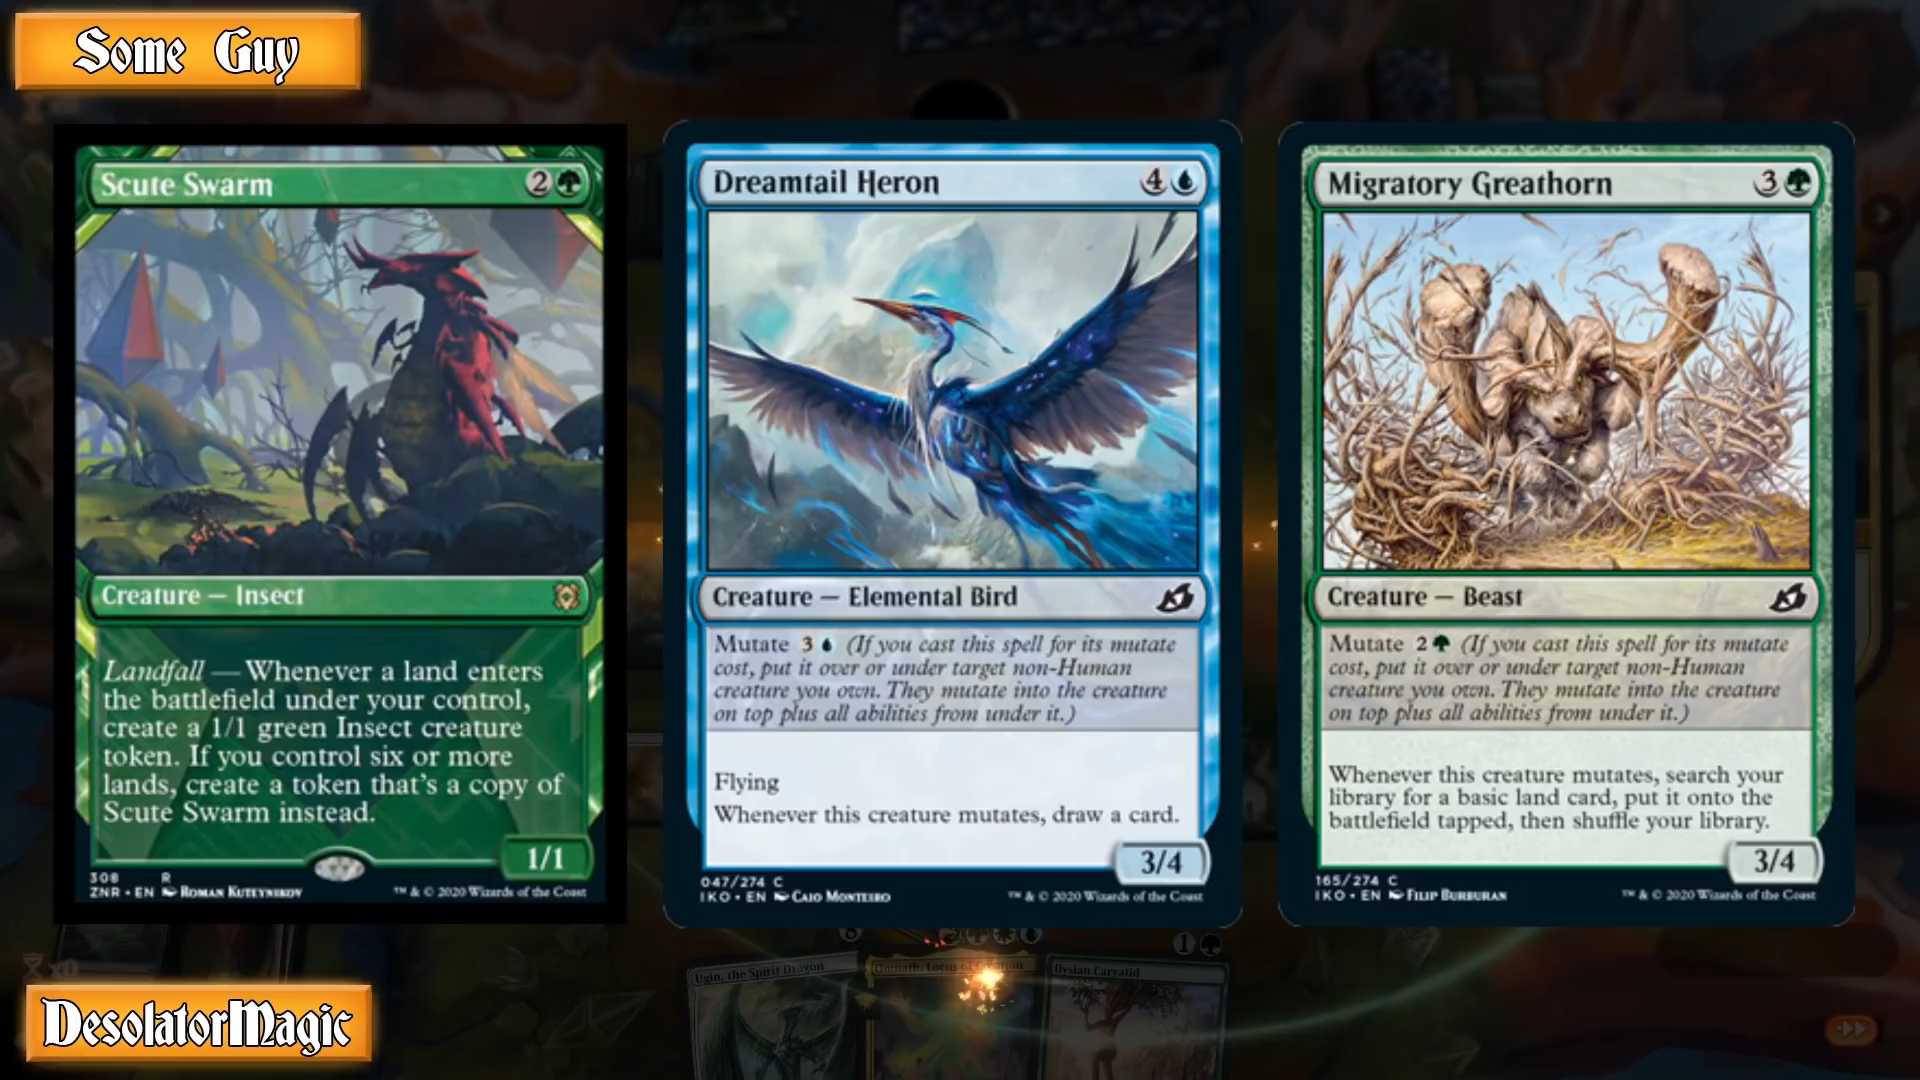 Some Guy
Scute Swarm 2
Creature — Insect
Landfall — Whenever a land enters
the battlefield under your control,
create a 1/1 green Insect creature
token. If you control six or more
lands, create a token that's a copy of
Scute Swarm instead.
1/1
308 R
ZNR • EN ROMAN KUTEYNIKOV ™ & © 2020 Wizards of the Coast
Dreamtail Heron 4
Creature — Elemental Bird
Mutate 3 (If you cast this spell for its mutate
cost, put it over or under target non-Human
creature you own. They mutate into the creature
on top plus all abilities from under it.)
Flying
Whenever this creature mutates, draw a card.
3/4
047/274 C
IKO • EN CAIO MONTEIRO ™ & © 2020 Wizards of the Coast
Migratory Greathorn 3
Creature — Beast
Mutate 2 (If you cast this spell for its mutate
cost, put it over or under target non-Human
creature you own. They mutate into the creature
on top plus all abilities from under it.)
Whenever this creature mutates, search your
library for a basic land card, put it onto the
battlefield tapped, then shuffle your library.
3/4
165/274 C
IKO • EN FILIP BURBURAN ™ & © 2020 Wizards of the Coast
8
1
Ugin, the Spirit Dragon
Ilysian Caryatid
x0
DesolatorMagic